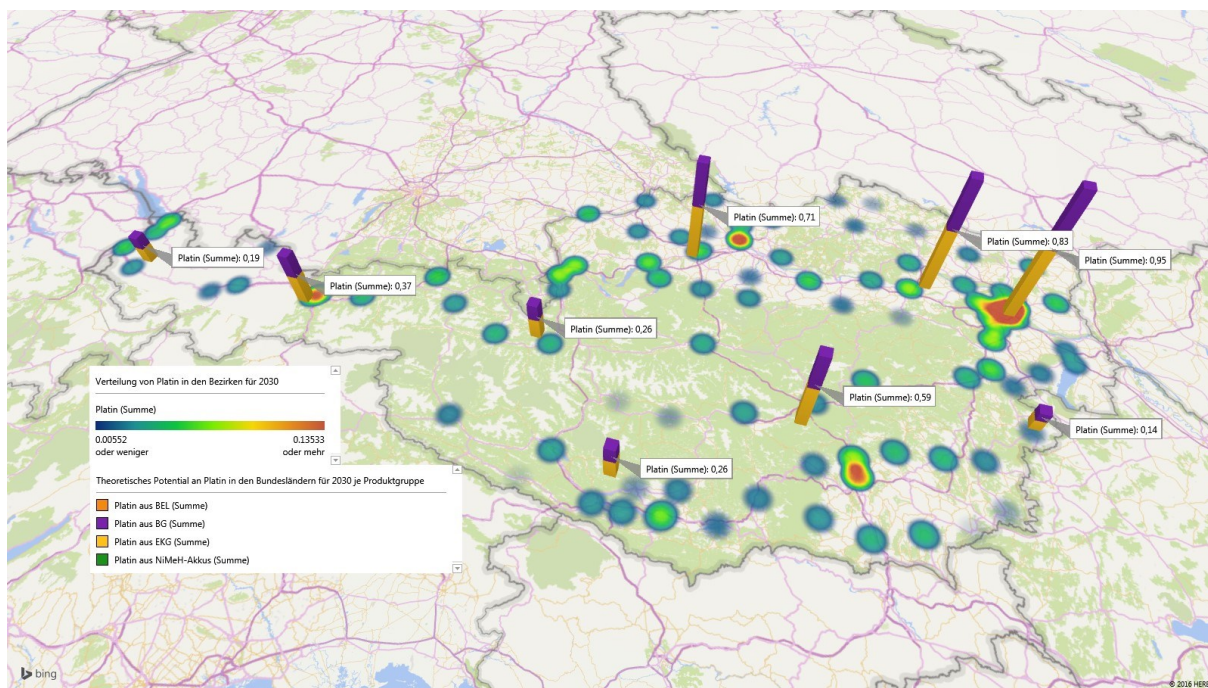 Platin (Summe): 0,71
Platin (Summe): 0,83
Platin (Summe): 0,95
Platin (Summe): 0,19
Platin (Summe): 0,37
Platin (Summe): 0,26
Platin (Summe): 0,59
Platin (Summe): 0,14
Platin (Summe): 0,26
Verteilung von Platin in den Bezirken für 2030
Platin (Summe)
0.00552 0.13533
oder weniger oder mehr
Theoretisches Potential an Platin in den Bundesländern für 2030 je Produktgruppe
Platin aus BEL (Summe)
Platin aus BG (Summe)
Platin aus EKG (Summe)
Platin aus NiMeH-Akkus (Summe)
bing
© 2016 HERE